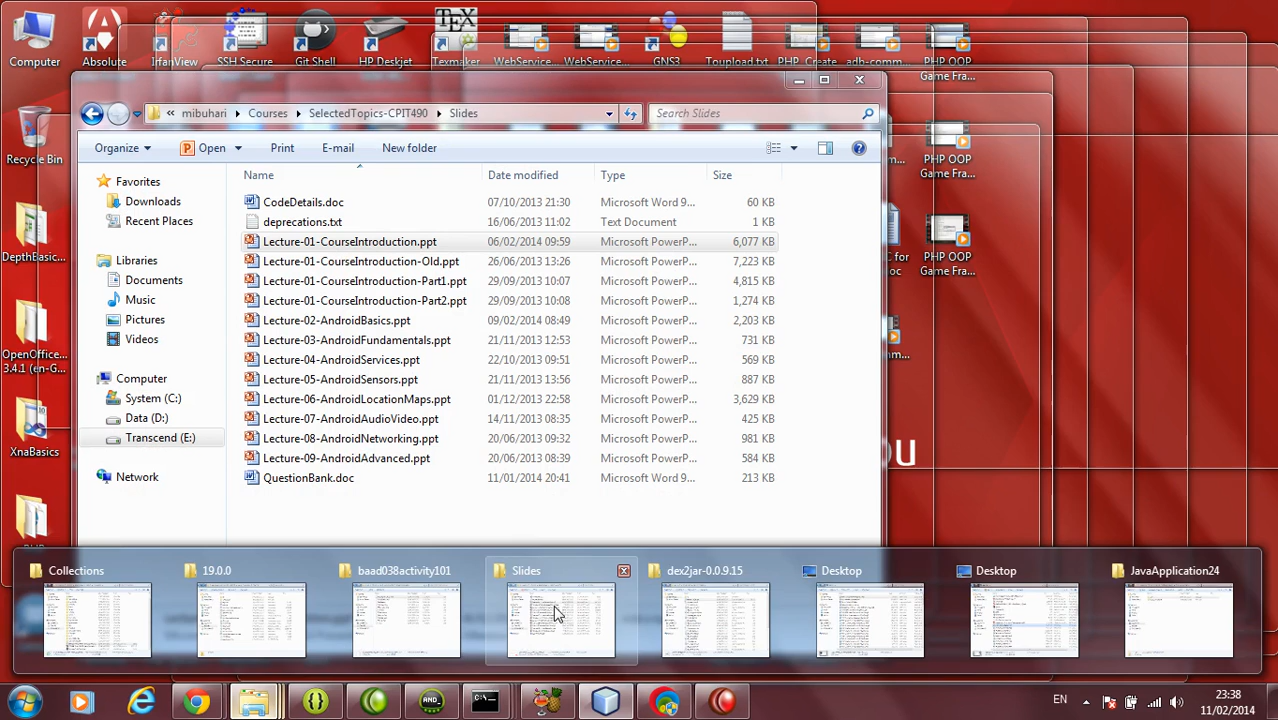 Computer
Absolute
IrfanView
SSH Secure
Git Shell
HP Deskjet
Texmaker
WebService...
WebService...
GNS3
Toupload.txt
PHP_Create
adh-comm...
PHP OOP
Game Fra...
Recycle Bin
DepthBasic...
OpenOffice...
3.4.1 (en-G...
XnaBasics
PHP OOP
Game Fra...
PHP OOP
Game Fra...
« mibuhari Courses SelectedTopics-CPIT490 Slides
Search Slides
Organize Open Print E-mail New folder
Name Date modified Type Size
Favorites
Downloads
Recent Places
Libraries
Documents
Music
Pictures
Videos
Computer
System (C:)
Data (D:)
Transcend (E:)
Network
CodeDetails.doc 07/10/2013 21:30 Microsoft Word 9... 60 KB
deprecations.txt 16/06/2013 11:02 Text Document 1 KB
Lecture-01-CourseIntroduction.ppt 06/02/2014 09:59 Microsoft PowerP... 6,077 KB
Lecture-01-CourseIntroduction-Old.ppt 26/06/2013 13:26 Microsoft PowerP... 7,223 KB
Lecture-01-CourseIntroduction-Part1.ppt 29/09/2013 10:07 Microsoft PowerP... 4,815 KB
Lecture-01-CourseIntroduction-Part2.ppt 29/09/2013 10:08 Microsoft PowerP... 1,274 KB
Lecture-02-AndroidBasics.ppt 09/02/2014 08:49 Microsoft PowerP... 2,203 KB
Lecture-03-AndroidFundamentals.ppt 21/11/2013 12:53 Microsoft PowerP... 731 KB
Lecture-04-AndroidServices.ppt 22/10/2013 09:51 Microsoft PowerP... 569 KB
Lecture-05-AndroidSensors.ppt 21/11/2013 13:56 Microsoft PowerP... 887 KB
Lecture-06-AndroidLocationMaps.ppt 01/12/2013 22:58 Microsoft PowerP... 3,629 KB
Lecture-07-AndroidAudioVideo.ppt 14/11/2013 08:35 Microsoft PowerP... 425 KB
Lecture-08-AndroidNetworking.ppt 20/06/2013 09:32 Microsoft PowerP... 981 KB
Lecture-09-AndroidAdvanced.ppt 20/06/2013 08:39 Microsoft PowerP... 584 KB
QuestionBank.doc 11/01/2014 20:41 Microsoft Word 9... 213 KB
Collections 19.0.0 baad038activity101 Slides dex2jar-0.0.9.15 Desktop Desktop JavaApplication24
EN
23:38
11/02/2014